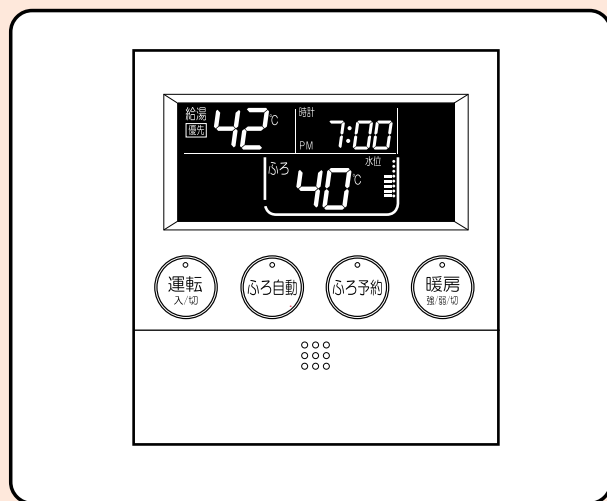 給湯 42℃ 時計
優先 PM 7:00
ふろ 40℃ 水位
運転 ふろ自動 ふろ予約 暖房
入/切 強/弱/切